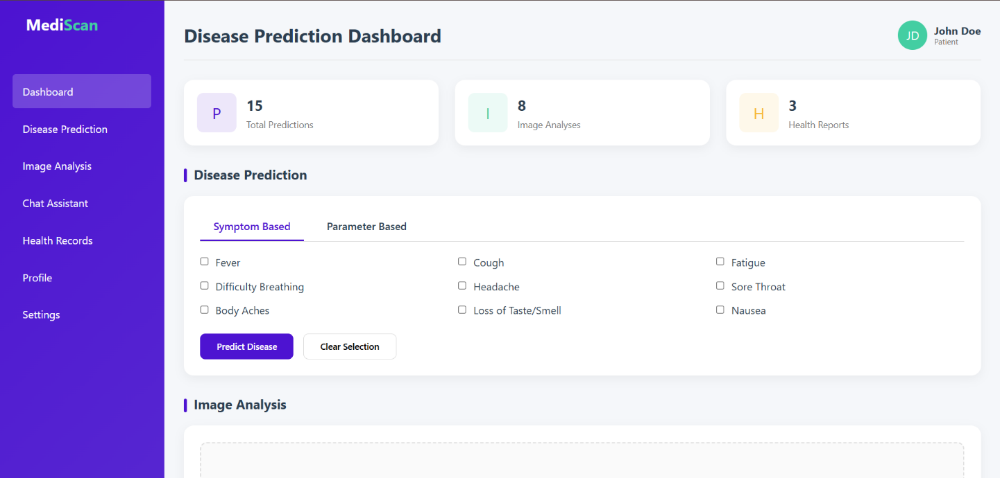 MediScan
Dashboard
Disease Prediction
Image Analysis
Chat Assistant
Health Records
Profile
Settings
Disease Prediction Dashboard
JD
John Doe
Patient
P
15
Total Predictions
I
8
Image Analyses
H
3
Health Reports
Disease Prediction
Symptom Based
Parameter Based
Fever
Cough
Fatigue
Difficulty Breathing
Headache
Sore Throat
Body Aches
Loss of Taste/Smell
Nausea
Predict Disease
Clear Selection
Image Analysis